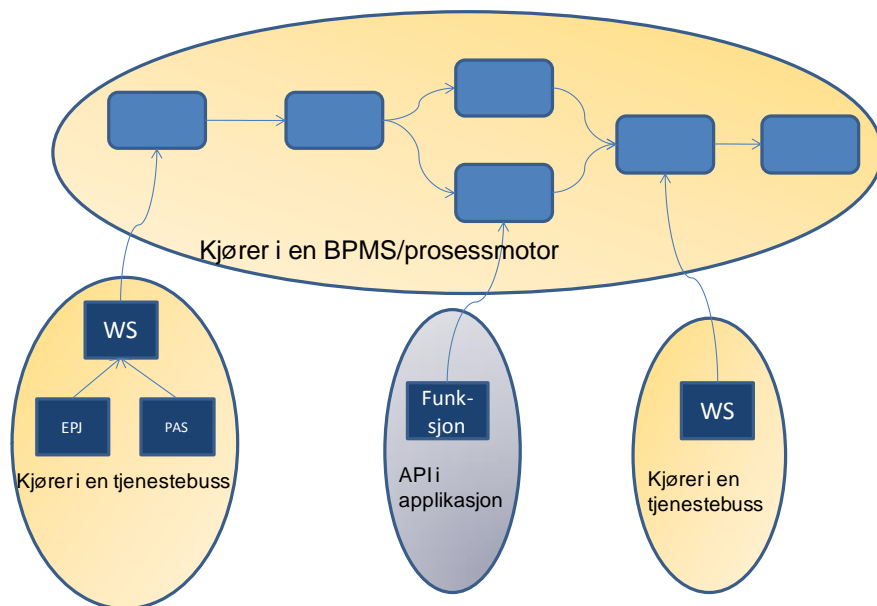 Kjører i en BPMS/prosessmotor
WS
EPJ
PAS
Kjører i en tjenestebuss
Funk-
sjon
API i
applikasjon
WS
Kjører i en
tjenestebuss